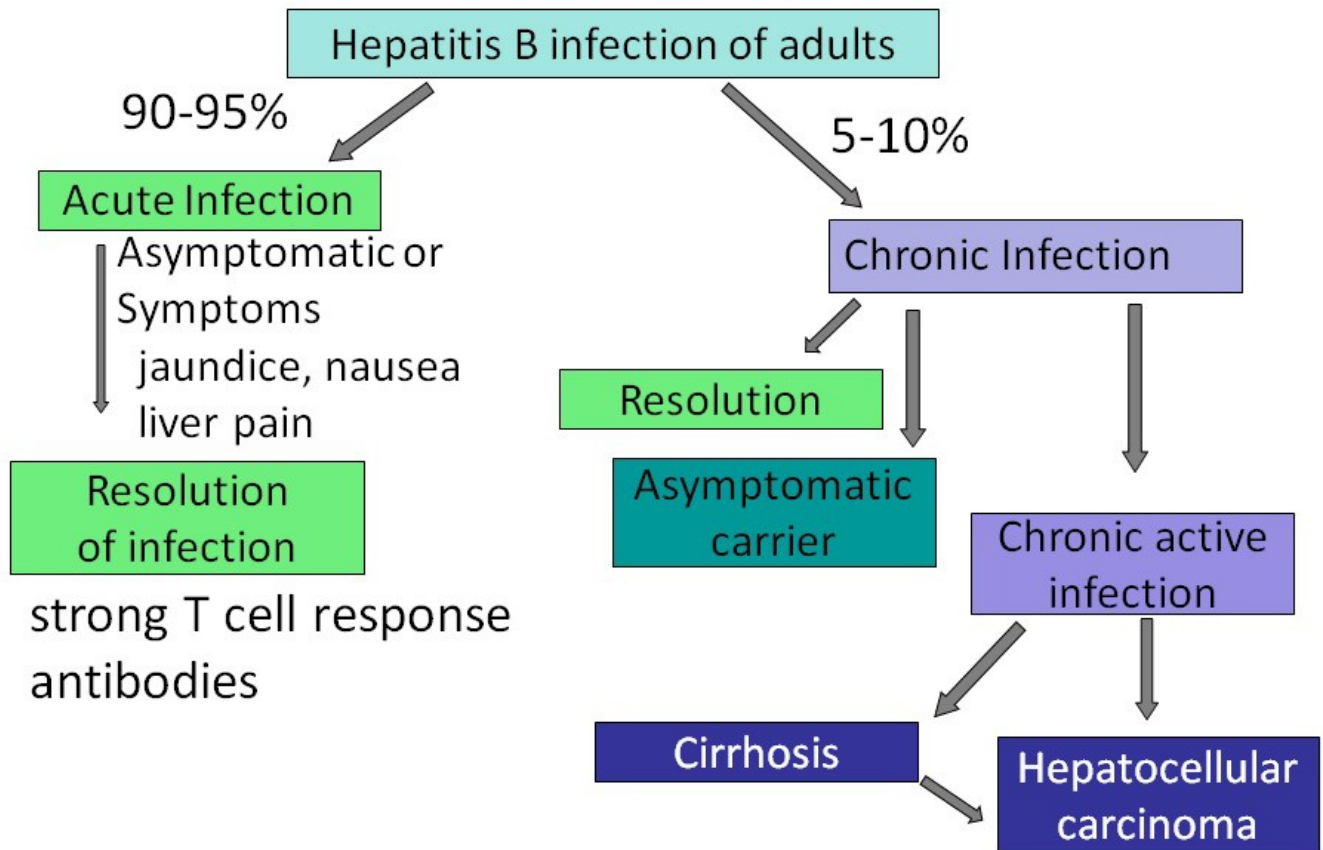 Hepatitis B infection of adults
90-95%
5-10%
Acute Infection
Asymptomatic or
Symptoms
jaundice, nausea
liver pain
Resolution
of infection
strong T cell response
antibodies
Chronic Infection
Resolution
Asymptomatic
carrier
Chronic active
infection
Cirrhosis
Hepatocellular
carcinoma